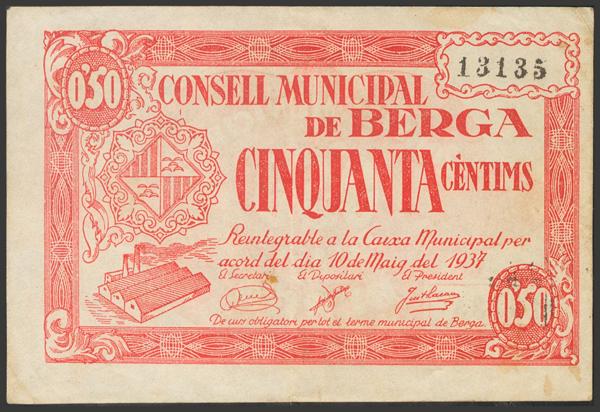 13135
0'50
CONSELL MUNICIPAL
DE BERGA
CINQUANTA CÈNTIMS
Reintegrable a la Caixa Municipal per
acord del dia 10 de Maig del 1937
El Secretari El Depositari El President
De curs obligatori per tot el terme municipal de Berga.
0'50